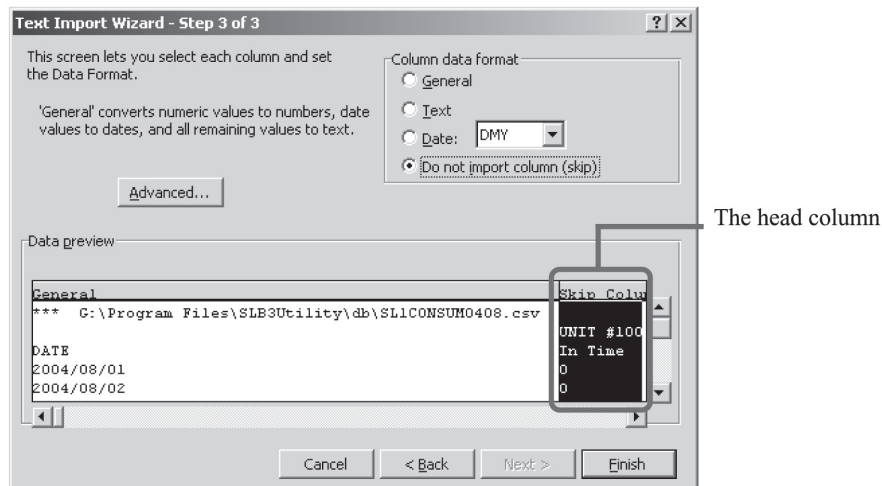 Text Import Wizard - Step 3 of 3
This screen lets you select each column and set
the Data Format.
'General' converts numeric values to numbers, date
values to dates, and all remaining values to text.
Advanced...
Column data format
General
Text
Date: DMY
Do not import column (skip)
The head column
Data preview
General Skip Colu
*** G:\Program Files\SLB3Utility\db\SL1CONSUM0408.csv
UNIT #100
DATE In Time
2004/08/01 0
2004/08/02 0
Cancel < Back Next > Finish